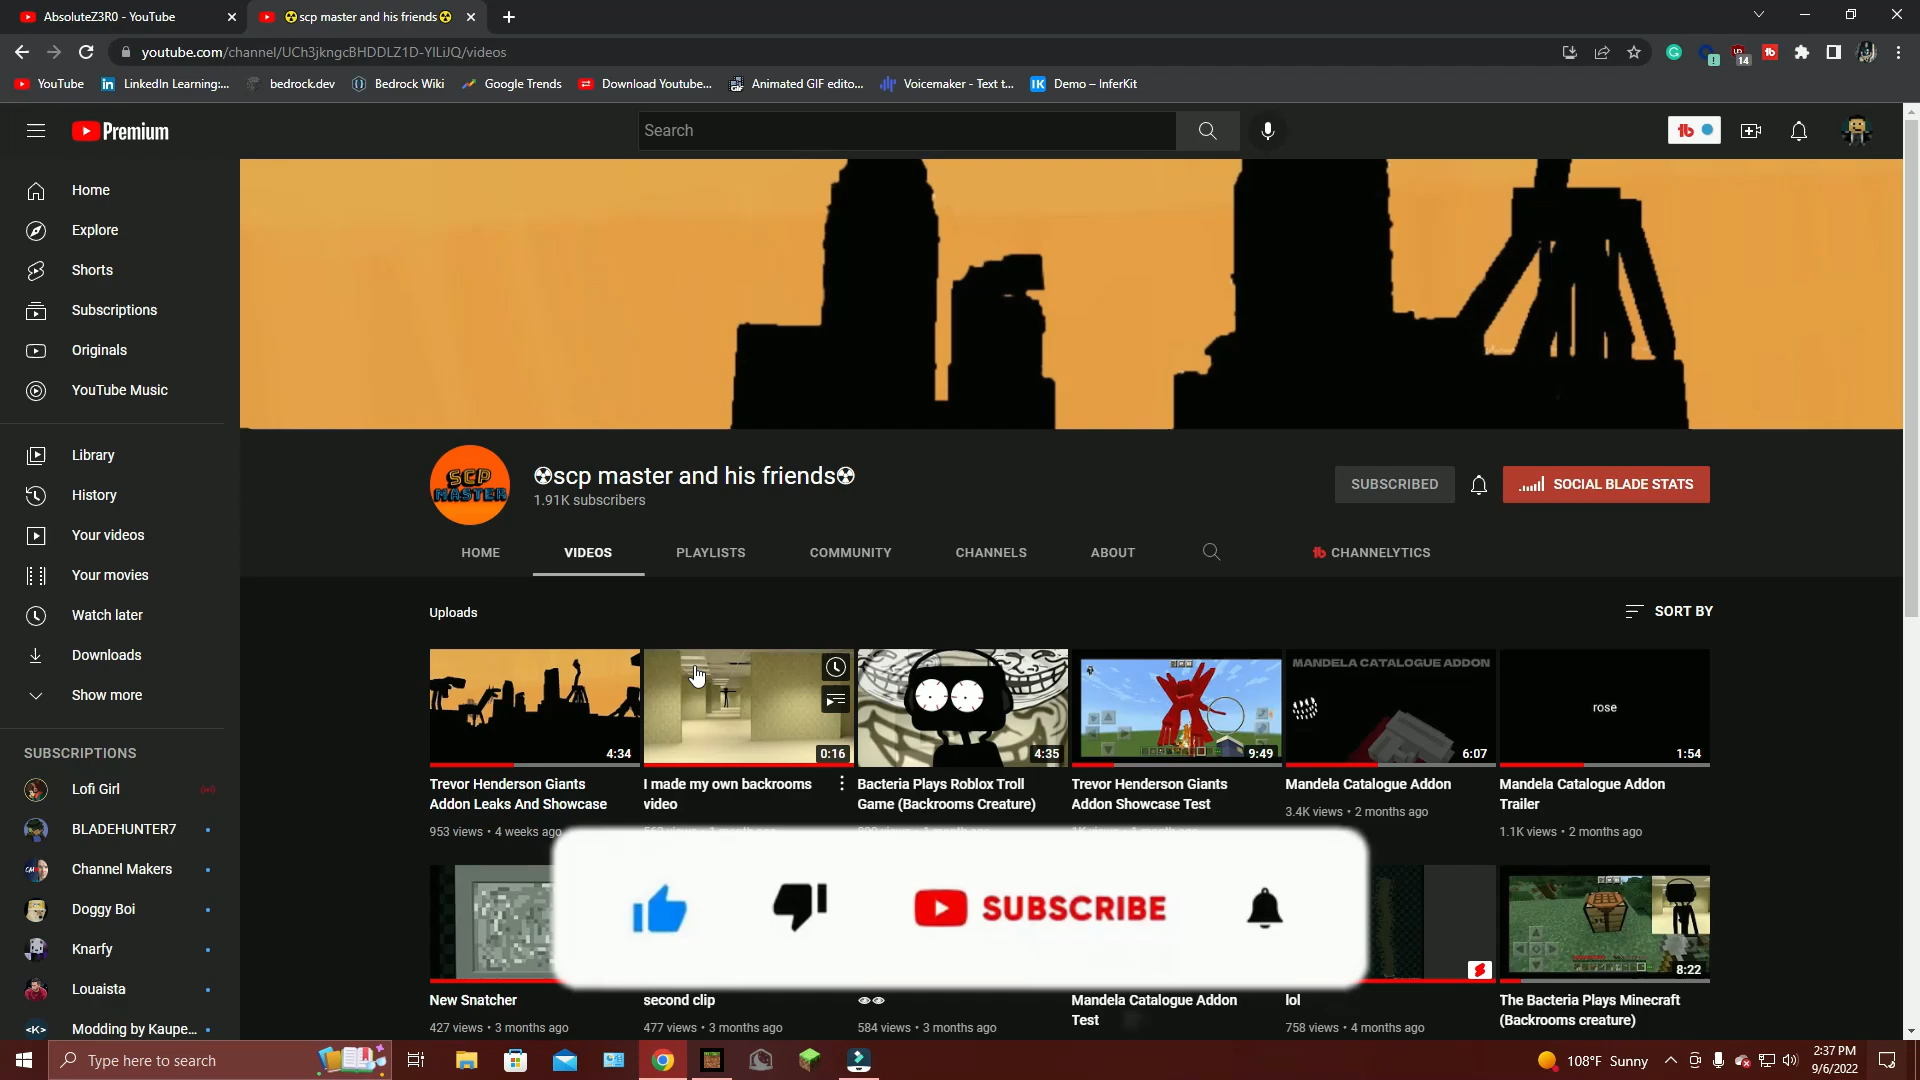 AbsoluteZ3R0 - YouTube
☢scp master and his friends☢
youtube.com/channel/UCh3jkngcBHDDLZ1D-YlLiJQ/videos
14
YouTube
LinkedIn Learning:...
bedrock.dev
Bedrock Wiki
Google Trends
Download Youtube...
Animated GIF edito...
Voicemaker - Text t...
IK Demo – InferKit
Premium
Search
Home
Explore
Shorts
Subscriptions
Originals
YouTube Music
Library
History
Your videos
Your movies
Watch later
Downloads
Show more
SUBSCRIPTIONS
Lofi Girl
BLADEHUNTER7
Channel Makers
Doggy Boi
Knarfy
Louaista
Modding by Kaupe...
SCP
MASTER
☢scp master and his friends☢
1.91K subscribers
SUBSCRIBED
SOCIAL BLADE STATS
HOME
VIDEOS
PLAYLISTS
COMMUNITY
CHANNELS
ABOUT
CHANNELYTICS
Uploads
SORT BY
4:34
0:16
4:35
9:49
MANDELA CATALOGUE ADDON
6:07
rose
1:54
Trevor Henderson Giants
Addon Leaks And Showcase
953 views • 4 weeks ago
I made my own backrooms
video
Bacteria Plays Roblox Troll
Game (Backrooms Creature)
Trevor Henderson Giants
Addon Showcase Test
Mandela Catalogue Addon
3.4K views • 2 months ago
Mandela Catalogue Addon
Trailer
1.1K views • 2 months ago
SUBSCRIBE
8:22
New Snatcher
427 views • 3 months ago
second clip
477 views • 3 months ago
👀
584 views • 3 months ago
Mandela Catalogue Addon
Test
lol
758 views • 4 months ago
The Bacteria Plays Minecraft
(Backrooms creature)
Type here to search
108°F Sunny
2:37 PM
9/6/2022